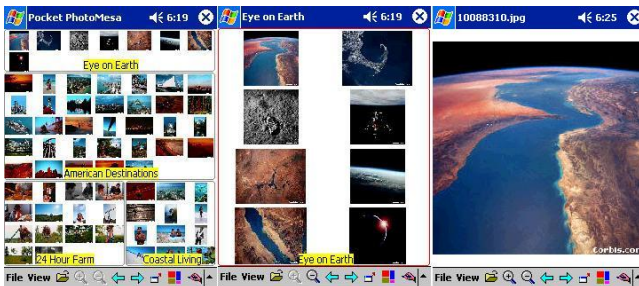 Pocket PhotoMesa 6:19
Eye on Earth
American Destinations
24 Hour Farm
Coastal Living
File View
Eye on Earth 6:19
Eye on Earth
File View
10088310.jpg 6:25
Corbis.com
File View